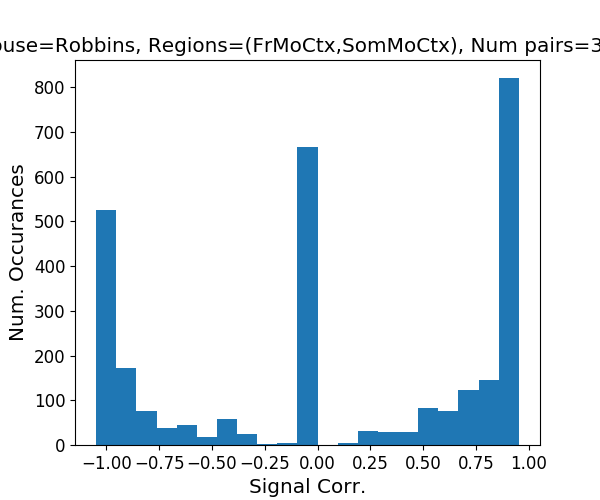 ouse=Robbins, Regions=(FrMoCtx,SomMoCtx), Num pairs=3
800
700
600
500
400
300
200
100
0
Num. Occurances
−1.00 −0.75 −0.50 −0.25 0.00 0.25 0.50 0.75 1.00
Signal Corr.